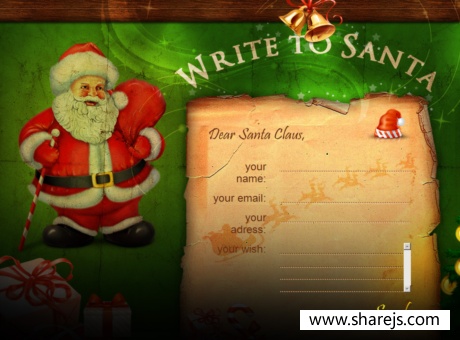 WRITE TO SANTA
Dear Santa Claus,
your
name:
your email:
your
adress:
your wish:
www.sharejs.com